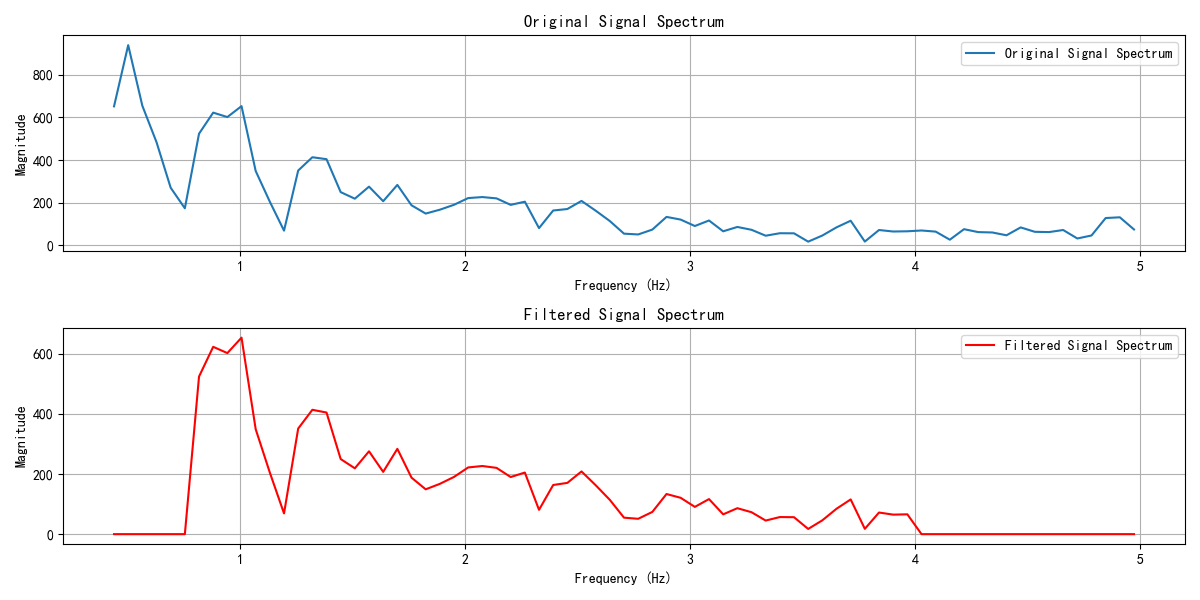 Original Signal Spectrum
Original Signal Spectrum
Magnitude
800
600
400
200
0
1 2 3 4 5
Frequency (Hz)
Filtered Signal Spectrum
Filtered Signal Spectrum
Magnitude
600
400
200
0
1 2 3 4 5
Frequency (Hz)